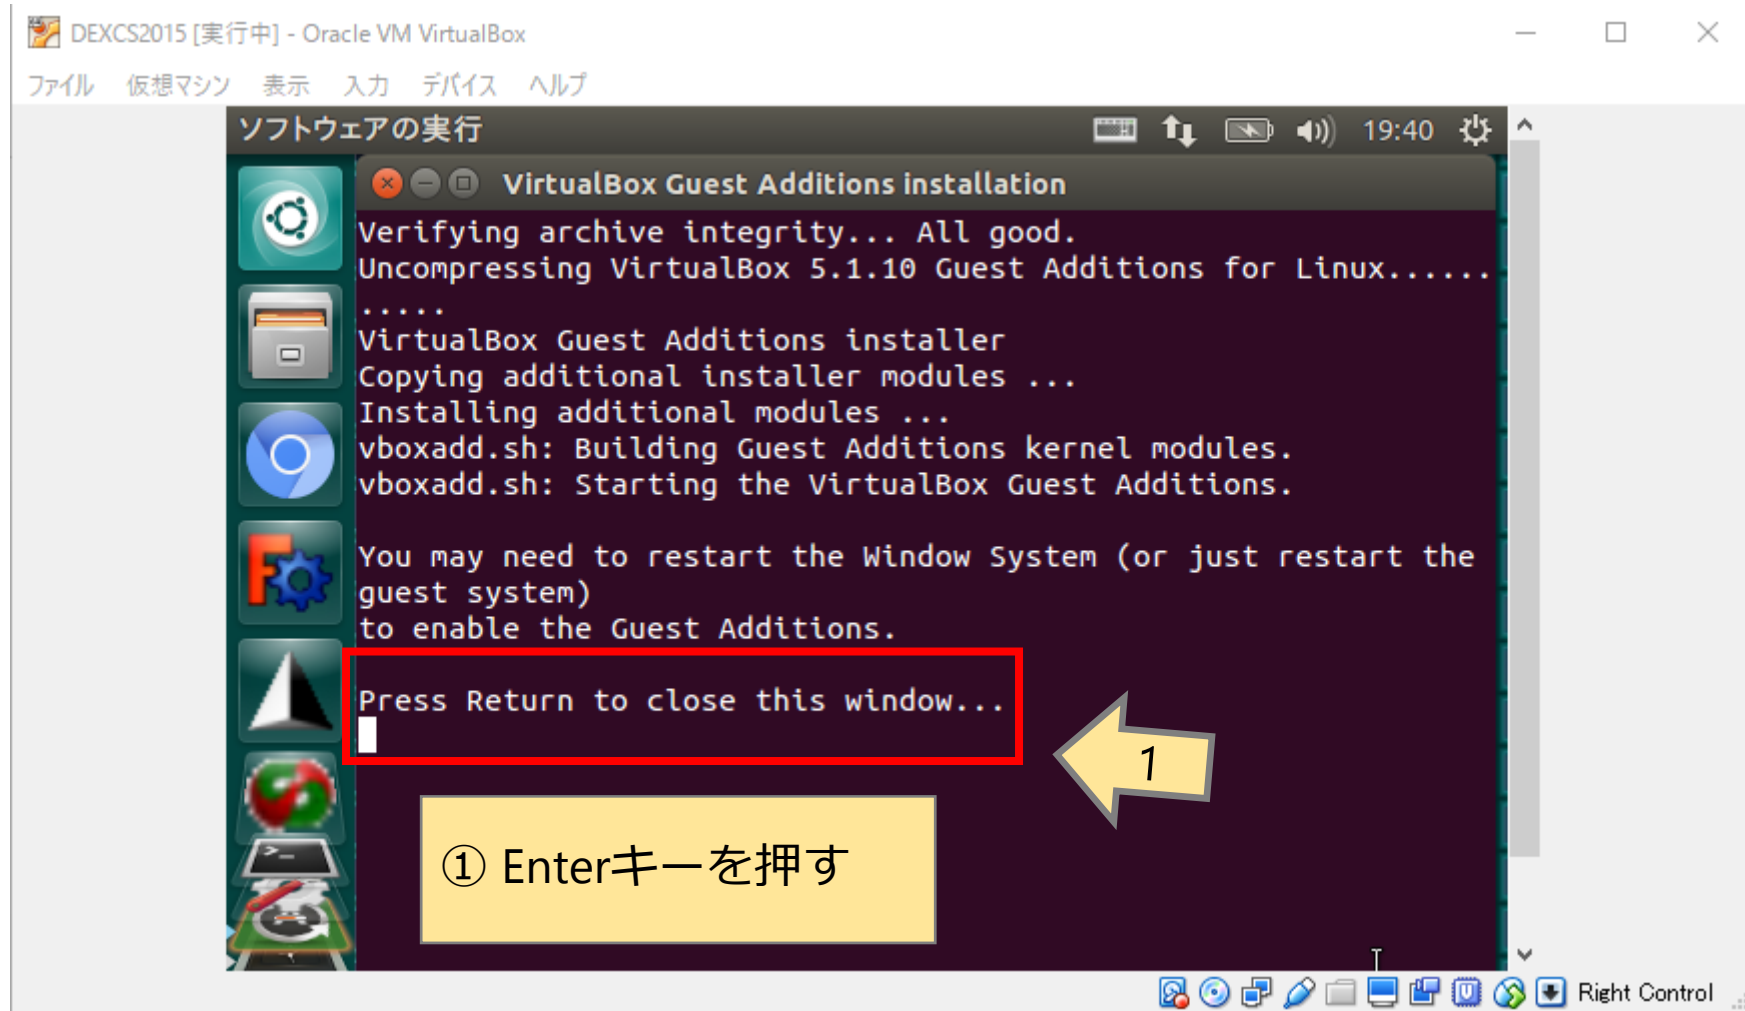 DEXCS2015 [実行中] - Oracle VM VirtualBox
ファイル 仮想マシン 表示 入力 デバイス ヘルプ
ソフトウェアの実行 19:40
VirtualBox Guest Additions installation
Verifying archive integrity... All good.
Uncompressing VirtualBox 5.1.10 Guest Additions for Linux......
.....
VirtualBox Guest Additions installer
Copying additional installer modules ...
Installing additional modules ...
vboxadd.sh: Building Guest Additions kernel modules.
vboxadd.sh: Starting the VirtualBox Guest Additions.
You may need to restart the Window System (or just restart the
guest system)
to enable the Guest Additions.
Press Return to close this window...
1
① Enterキーを押す
Right Control